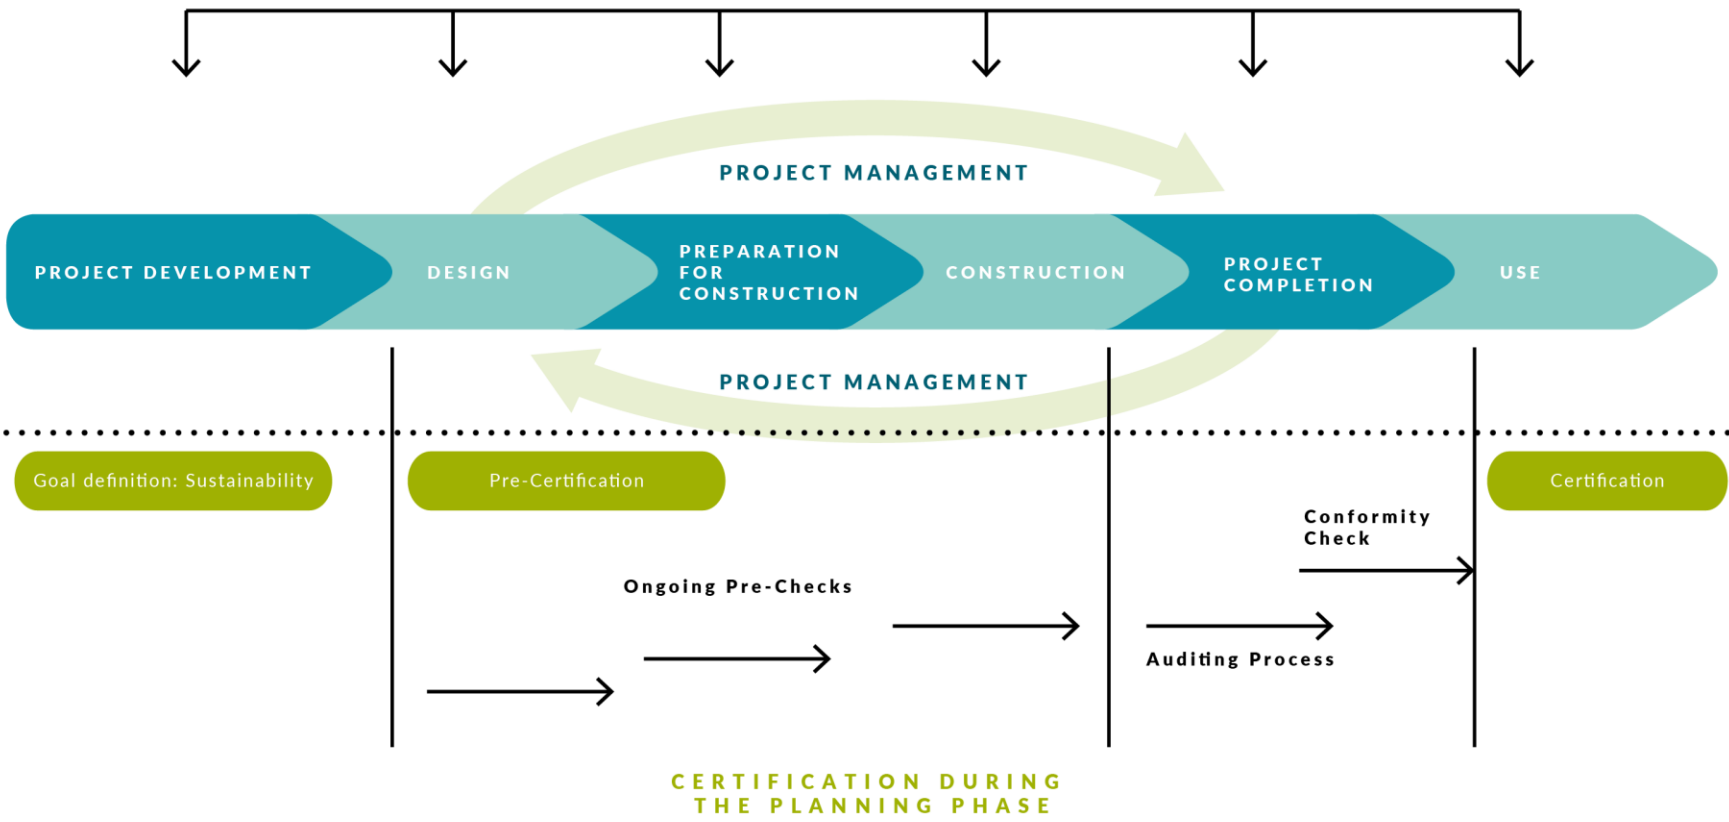 PROJECT MANAGEMENT
PROJECT DEVELOPMENT
DESIGN
PREPARATION
FOR
CONSTRUCTION
CONSTRUCTION
PROJECT
COMPLETION
USE
PROJECT MANAGEMENT
Goal definition: Sustainability
Pre-Certification
Certification
Conformity
Check
Ongoing Pre-Checks
Auditing Process
CERTIFICATION DURING
THE PLANNING PHASE